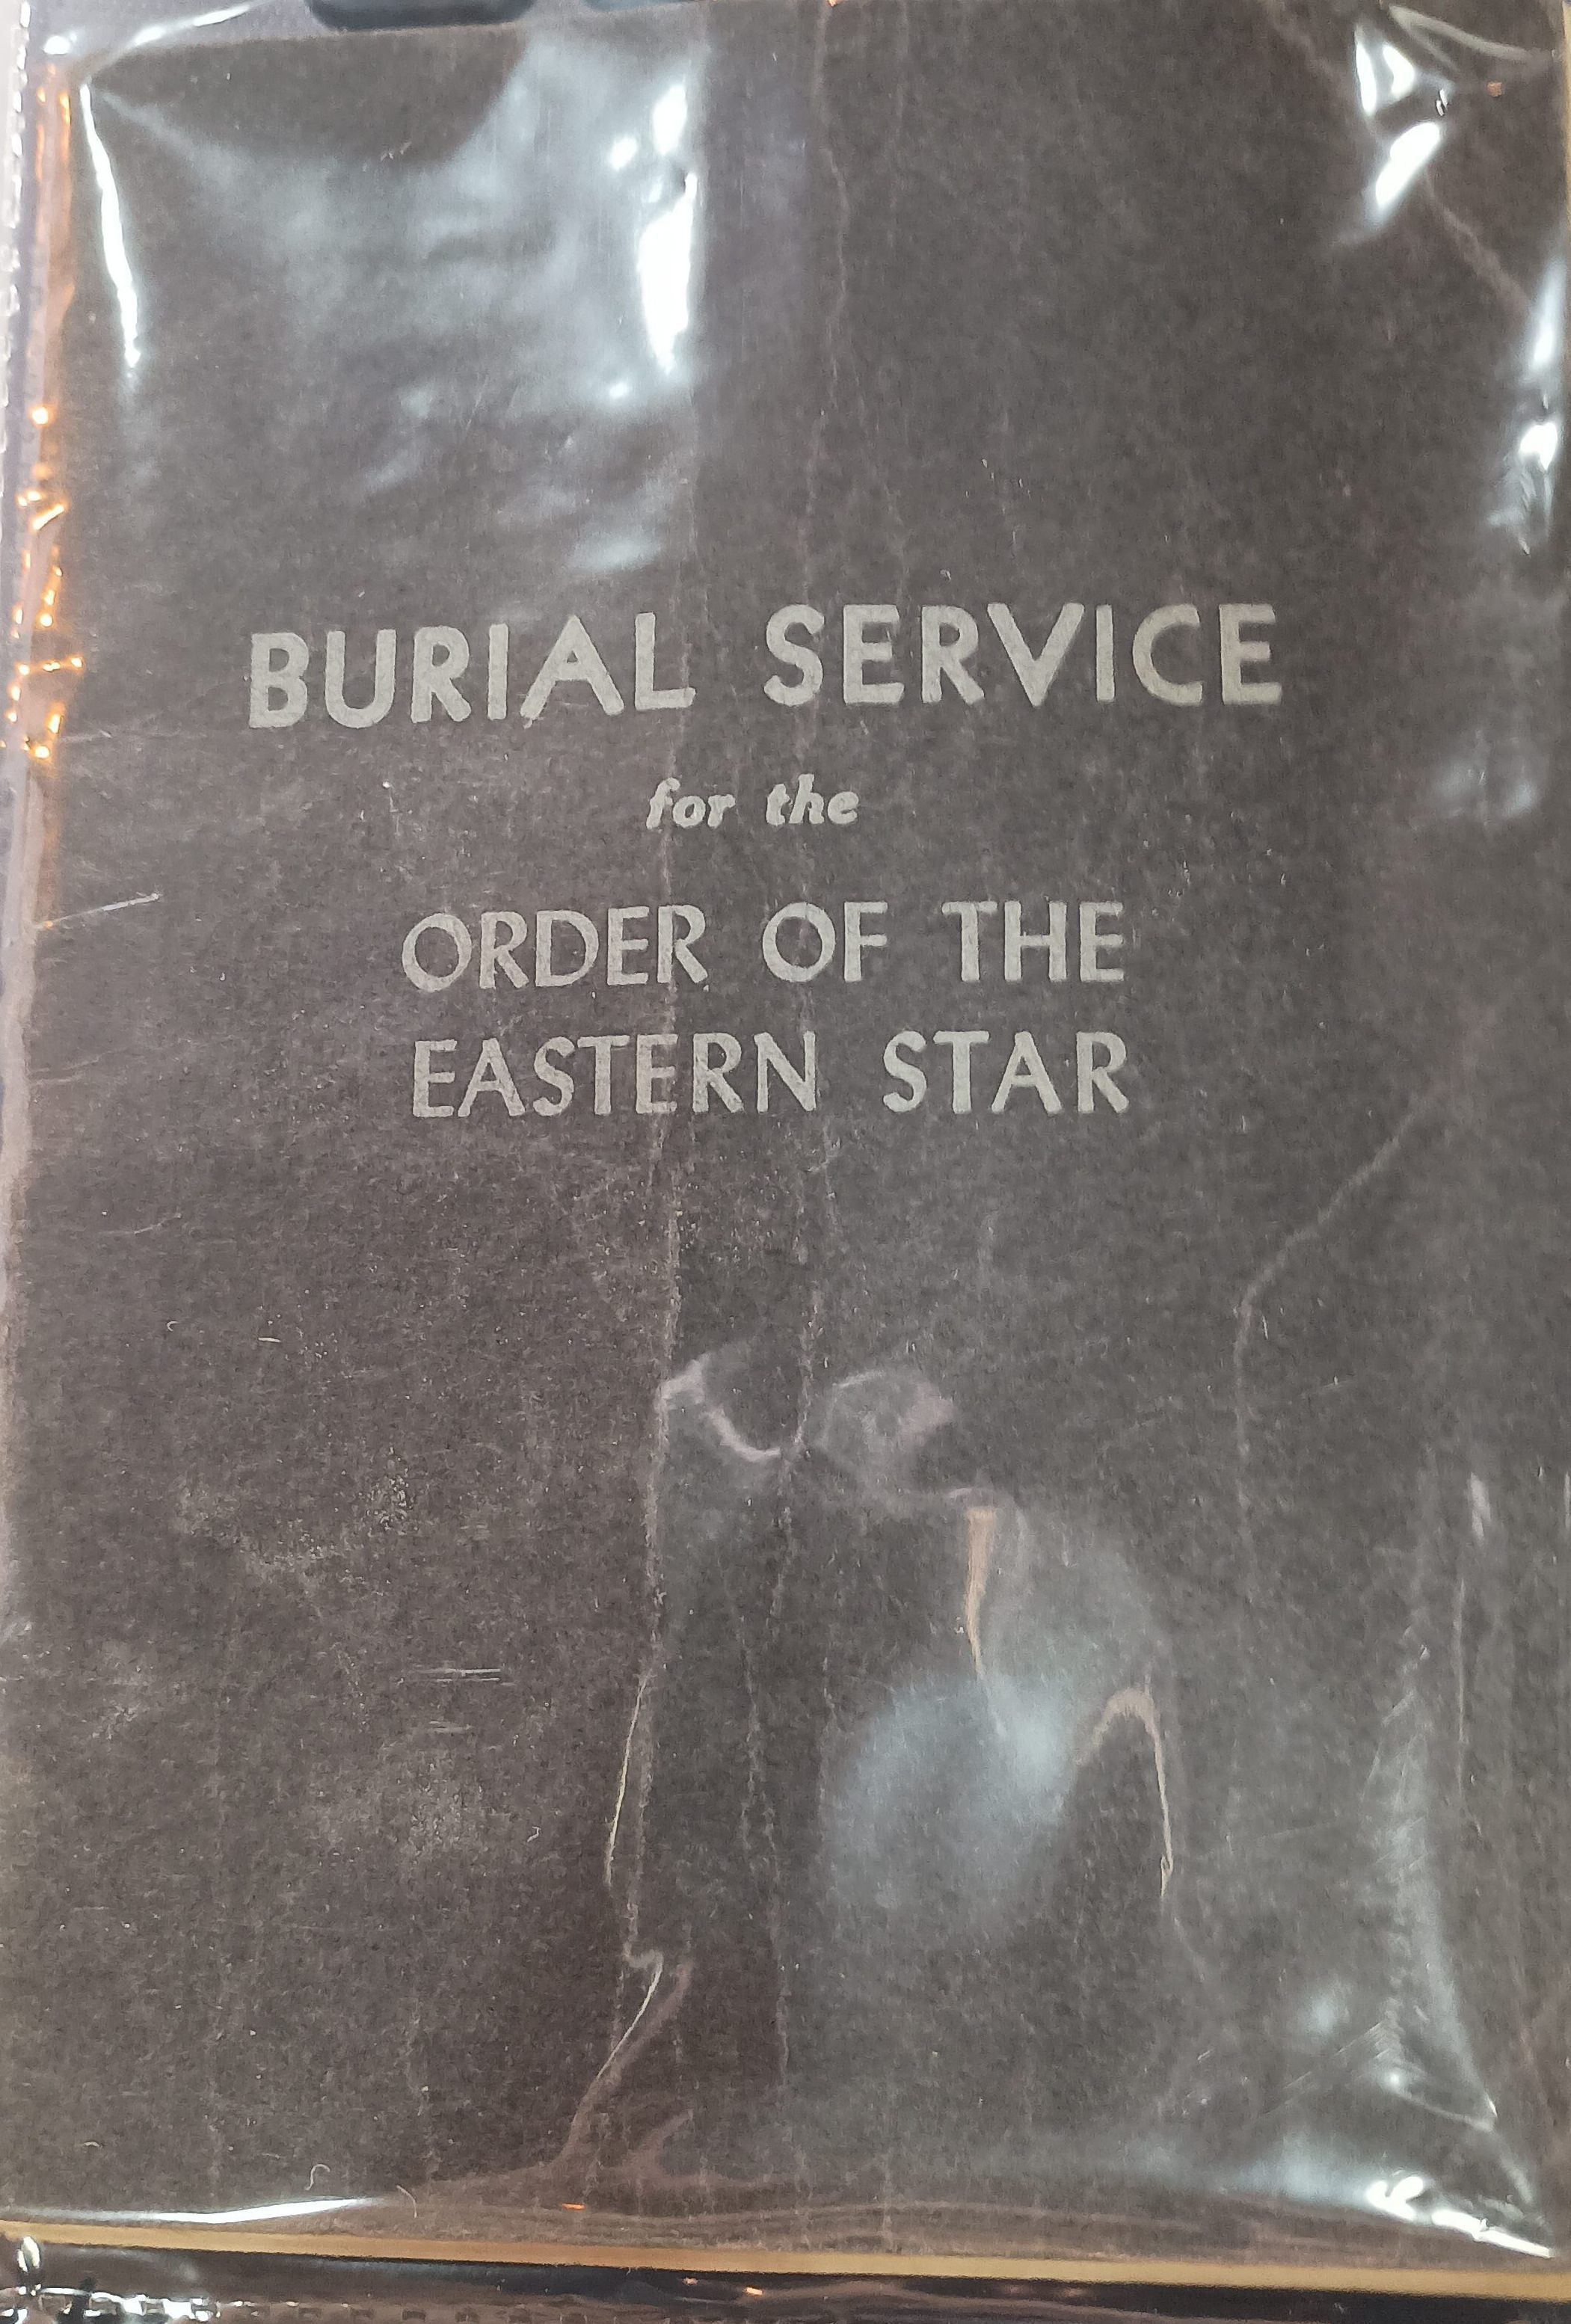 BURIAL SERVICE
for the
ORDER OF THE
EASTERN STAR